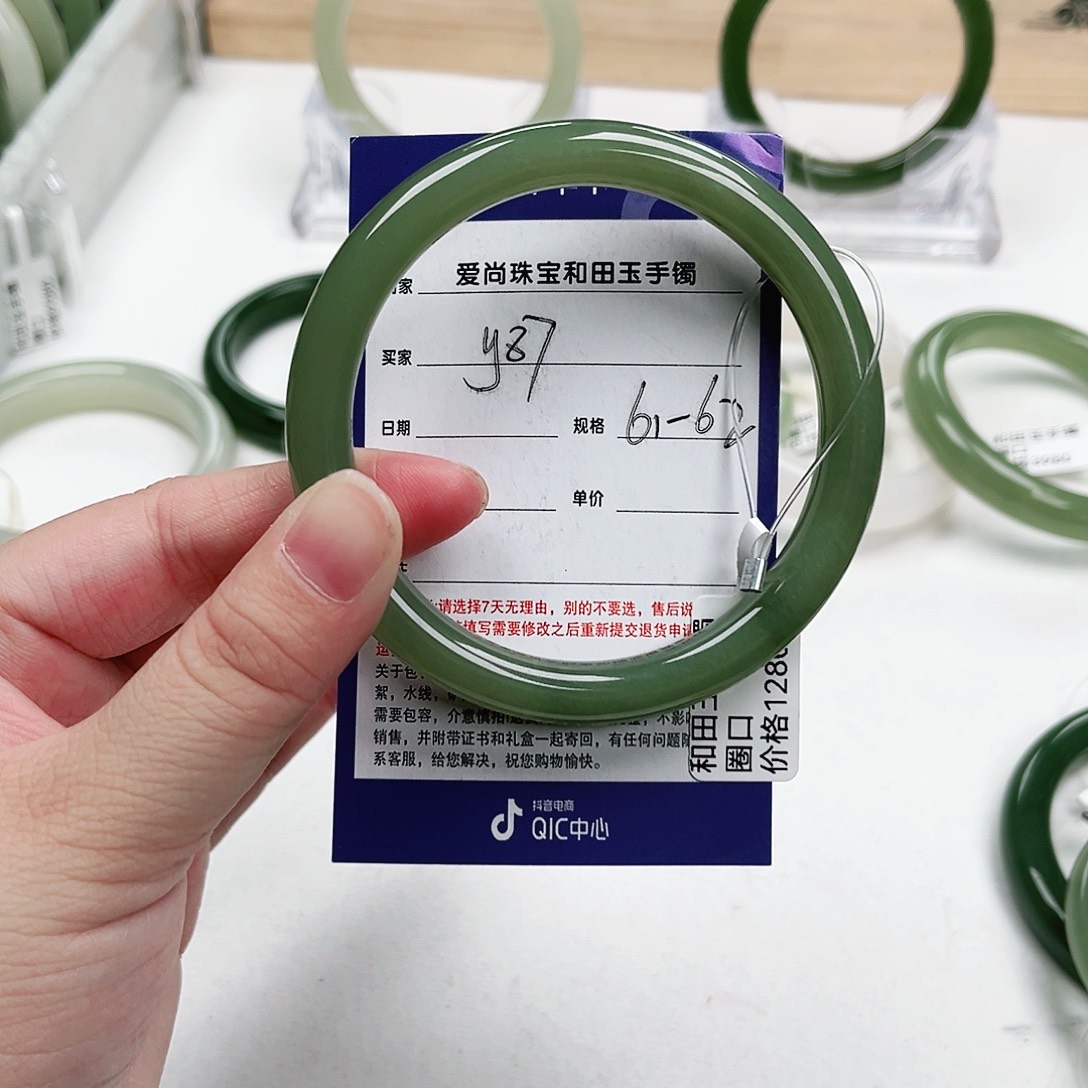 家 爱尚珠宝和田玉手镯
买家 y87
日期 规格 61-62
单价
请选择7天无理由，别的不要选，售后说
填写需要修改之后重新提交退货申请
运
关于包
絮，水线，
需要包容，介意慎拍 不影
销售，并附带证书和礼盒一起寄回，有任何问题
系客服，给您解决，祝您购物愉快。
和田玉
圈口
价格128
抖音电商
QIC中心